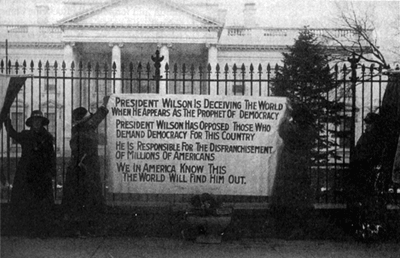 PRESIDENT WILSON IS DECEIVING THE WORLD
WHEN HE APPEARS AS THE PROPHET OF DEMOCRACY
PRESIDENT WILSON HAS OPPOSED THOSE WHO
DEMAND DEMOCRACY FOR THIS COUNTRY
HE IS RESPONSIBLE FOR THE DISFRANCHISEMENT
OF MILLIONS OF AMERICANS
WE IN AMERICA KNOW THIS
THE WORLD WILL FIND HIM OUT.